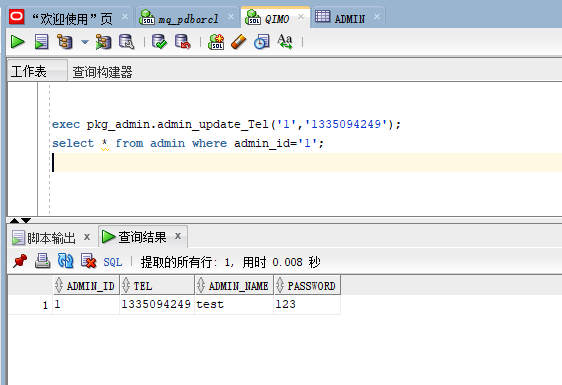 “欢迎使用”页 mq_pdborcl QIMO ADMIN
工作表 查询构建器
exec pkg_admin.admin_update_Tel('1','1335094249');
select * from admin where admin_id='1';
脚本输出 查询结果
SQL 提取的所有行: 1, 用时 0.008 秒
ADMIN_ID TEL ADMIN_NAME PASSWORD
1 1 1335094249 test 123